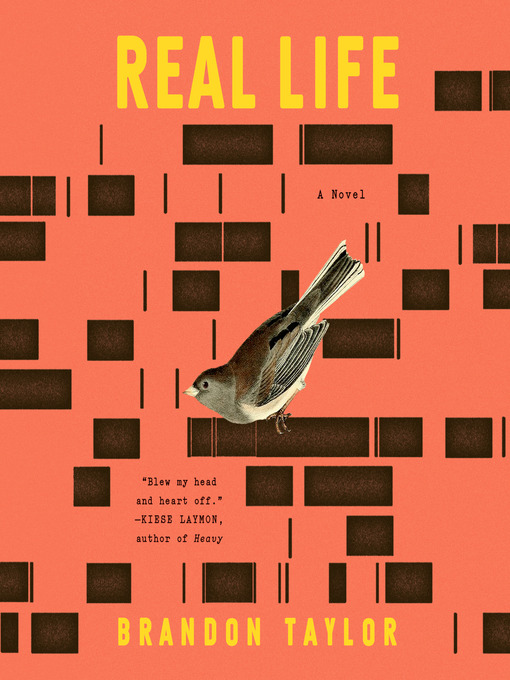 REAL LIFE
A Novel
“Blew my head
and heart off.”
—KIESE LAYMON,
author of Heavy
BRANDON TAYLOR